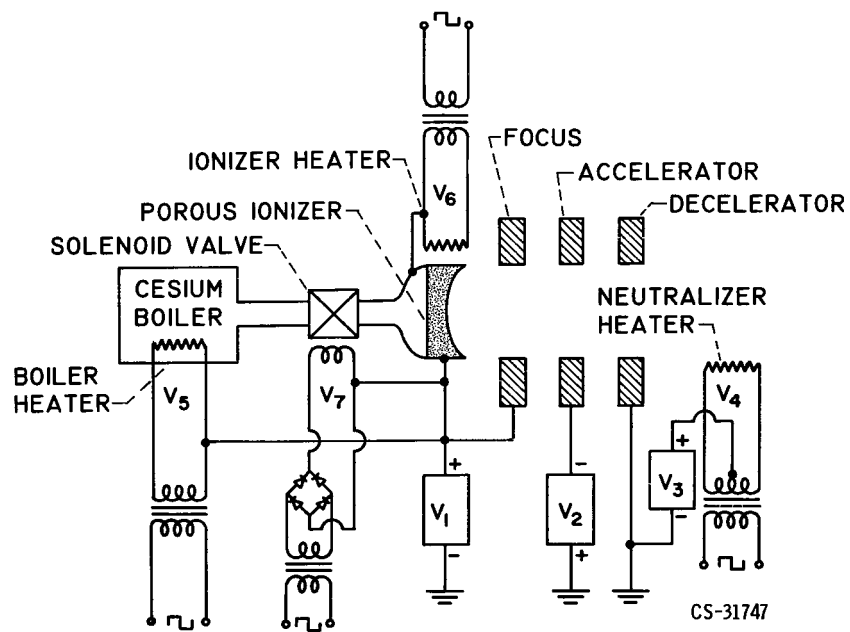 FOCUS
IONIZER HEATER
ACCELERATOR
V6
DECELERATOR
POROUS IONIZER
SOLENOID VALVE
CESIUM
BOILER
NEUTRALIZER
HEATER
BOILER
HEATER
V5
V7
V4
+
+
-
V1
V2
V3
-
-
+
CS-31747